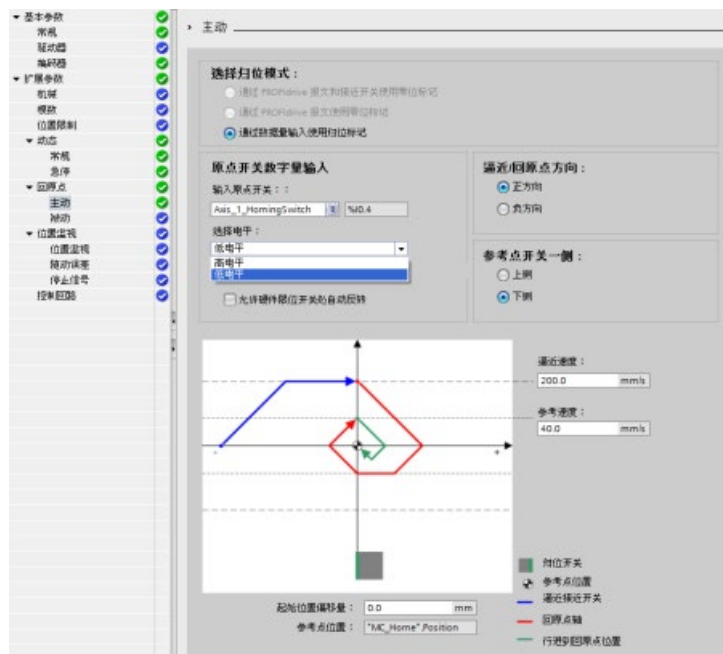 基本参数
常规
驱动器
编码器
扩展参数
机械
模数
位置限制
动态
常规
急停
回原点
主动
被动
位置监视
位置监视
随动误差
停止信号
控制回路
主动
选择归位模式：
通过 PROFIdrive 报文和接近开关使用零位标记
通过 PROFIdrive 报文使用零位标记
通过数据量输入使用归位标记
原点开关数字量输入
输入原点开关：：
Axis_1_HomingSwitch %I0.4
选择电平：
低电平
高电平
低电平
允许硬件限位开关处自动反转
逼近/回原点方向：
正方向
负方向
参考点开关一侧：
上侧
下侧
逼近速度：
200.0 mm/s
参考速度：
40.0 mm/s
- +
归位开关
参考点位置
逼近接近开关
回原点轴
行进到回原点位置
起始位置偏移量： 0.0 mm
参考点位置： "MC_Home".Position